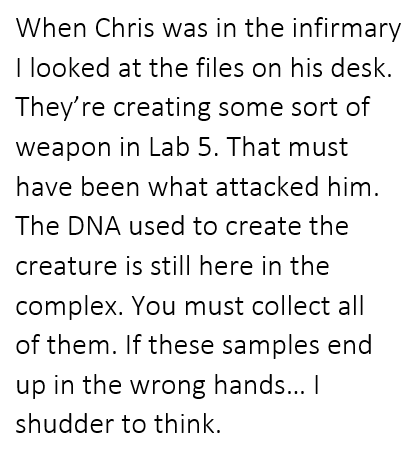 When Chris was in the infirmary
I looked at the files on his desk.
They’re creating some sort of
weapon in Lab 5. That must
have been what attacked him.
The DNA used to create the
creature is still here in the
complex. You must collect all
of them. If these samples end
up in the wrong hands… I
shudder to think.